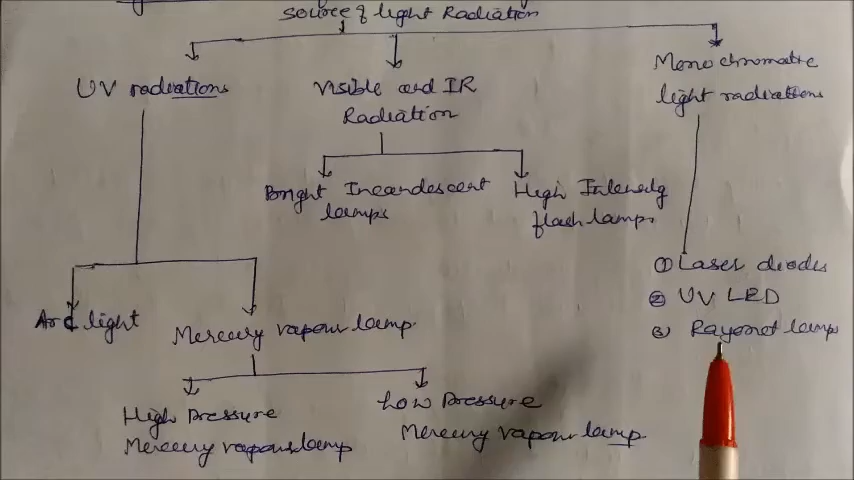 Source of light Radiation
UV radiations
Visible and IR
Radiation
Monochromatic
light radiations
Bright Incandescent
lamps
High Intensity
flash lamps
① Laser diodes
② UV LED
③ Rayonet lamps
Arc light
Mercury vapour lamp
High Pressure
Mercury vapour lamp
Low Pressure
Mercury vapour lamp